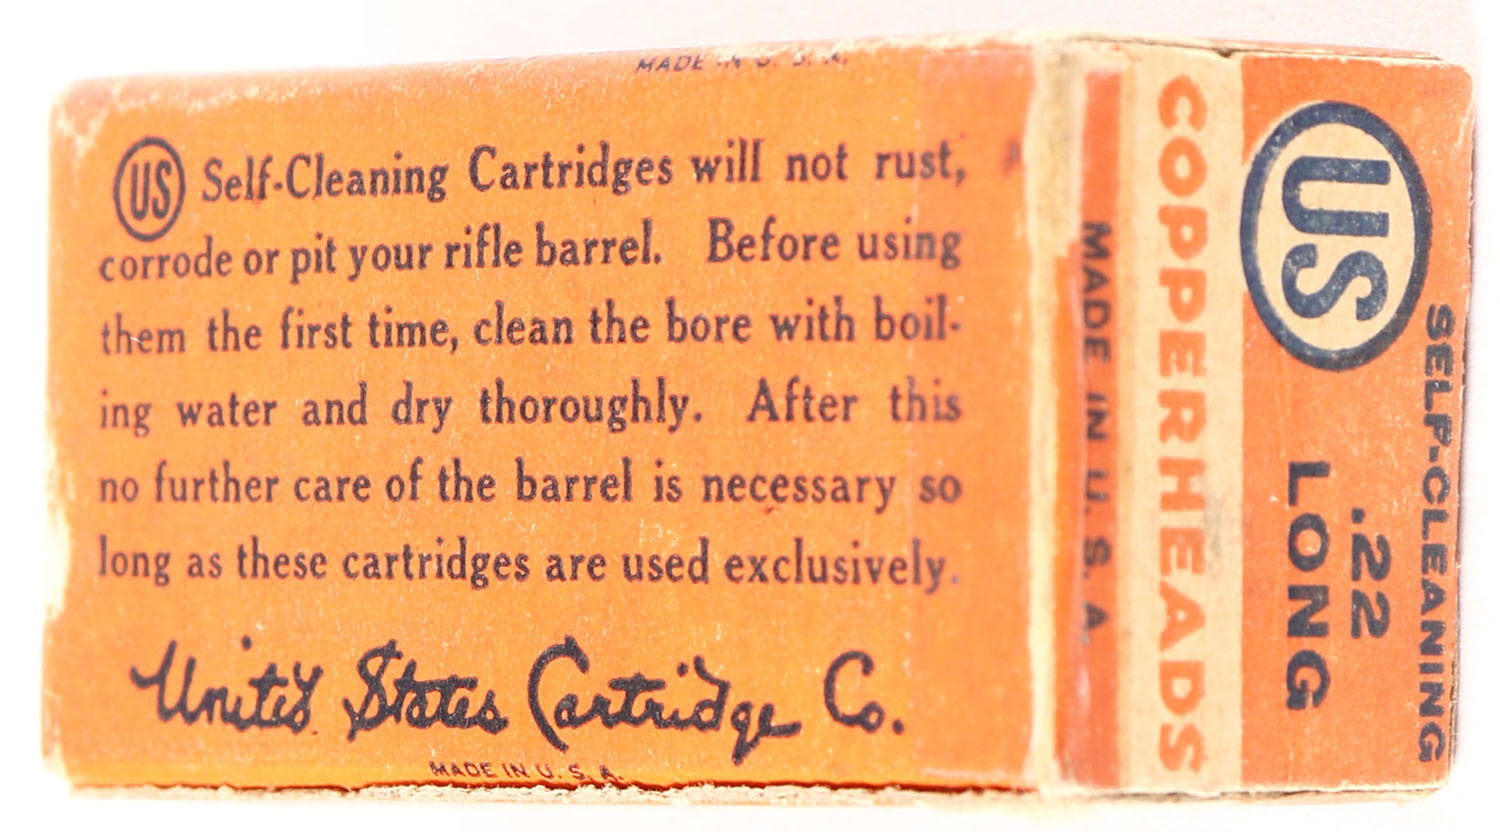 MADE IN U. S. A.
US Self-Cleaning Cartridges will not rust,
corrode or pit your rifle barrel. Before using
them the first time, clean the bore with boil-
ing water and dry thoroughly. After this
no further care of the barrel is necessary so
long as these cartridges are used exclusively.
United States Cartridge Co.
MADE IN U. S. A.
SELF-CLEANING
US
.22
LONG
COPPERHEADS
MADE IN U. S. A.